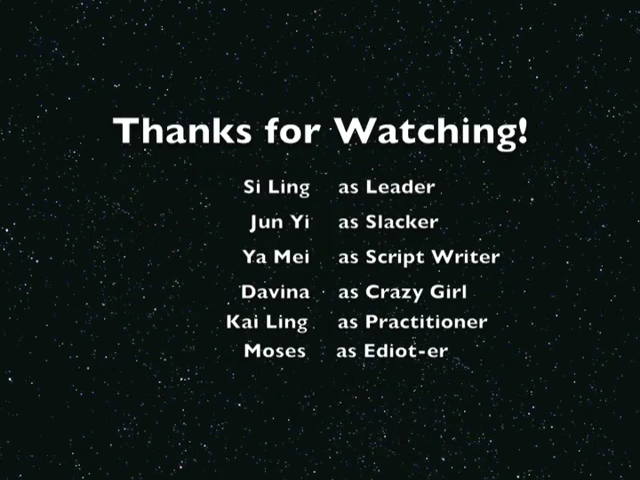 Thanks for Watching!
Si Ling as Leader
Jun Yi as Slacker
Ya Mei as Script Writer
Davina as Crazy Girl
Kai Ling as Practitioner
Moses as Ediot-er